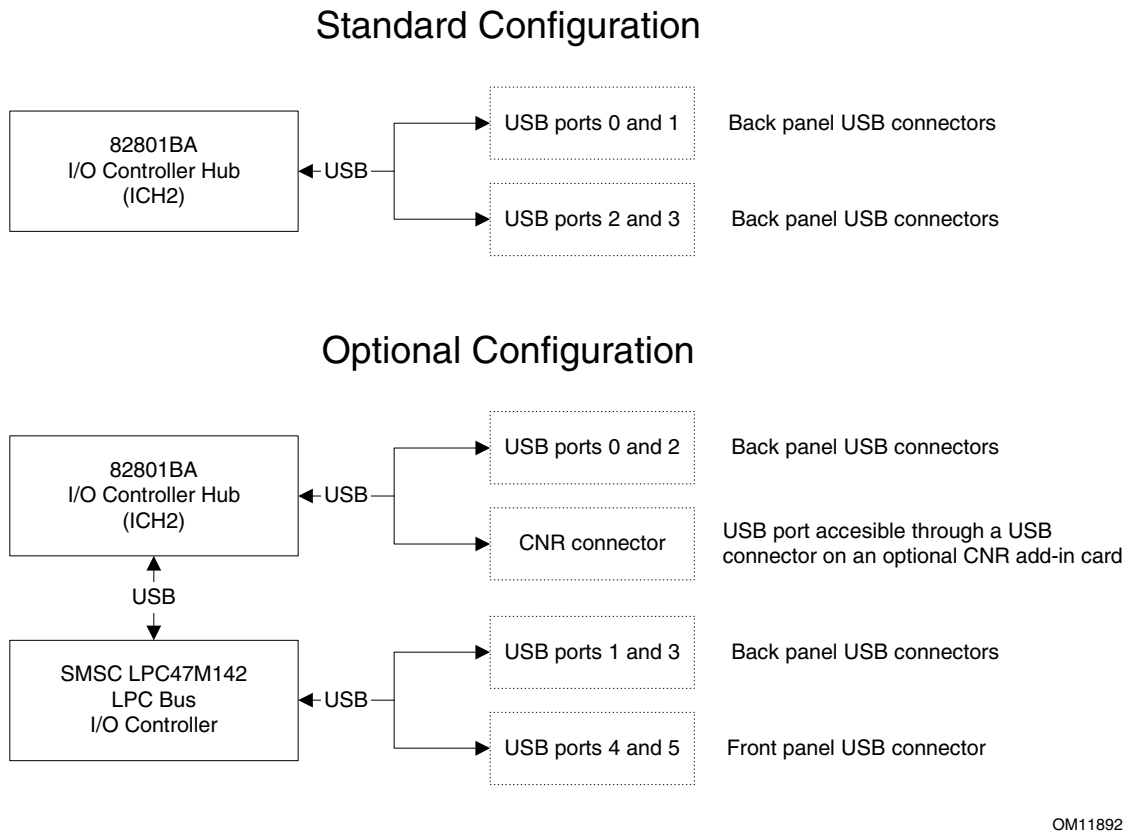 Standard Configuration
82801BA
I/O Controller Hub
(ICH2)
USB
USB ports 0 and 1
Back panel USB connectors
USB ports 2 and 3
Back panel USB connectors
Optional Configuration
82801BA
I/O Controller Hub
(ICH2)
USB
USB ports 0 and 2
Back panel USB connectors
CNR connector
USB port accesible through a USB
connector on an optional CNR add-in card
USB
SMSC LPC47M142
LPC Bus
I/O Controller
USB
USB ports 1 and 3
Back panel USB connectors
USB ports 4 and 5
Front panel USB connector
OM11892